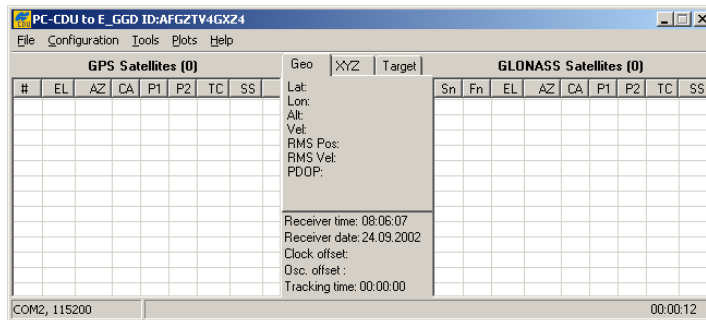 PC-CDU to E_GGD ID:AFGZTV4GXZ4
File Configuration Tools Plots Help
GPS Satellites (0)
Geo XYZ Target
GLONASS Satellites (0)
# EL AZ CA P1 P2 TC SS
Sn Fn EL AZ CA P1 P2 TC SS
Lat:
Lon:
Alt:
Vel:
RMS Pos:
RMS Vel:
PDOP:
Receiver time: 08:06:07
Receiver date: 24.09.2002
Clock offset:
Osc. offset :
Tracking time: 00:00:00
COM2, 115200
00:00:12